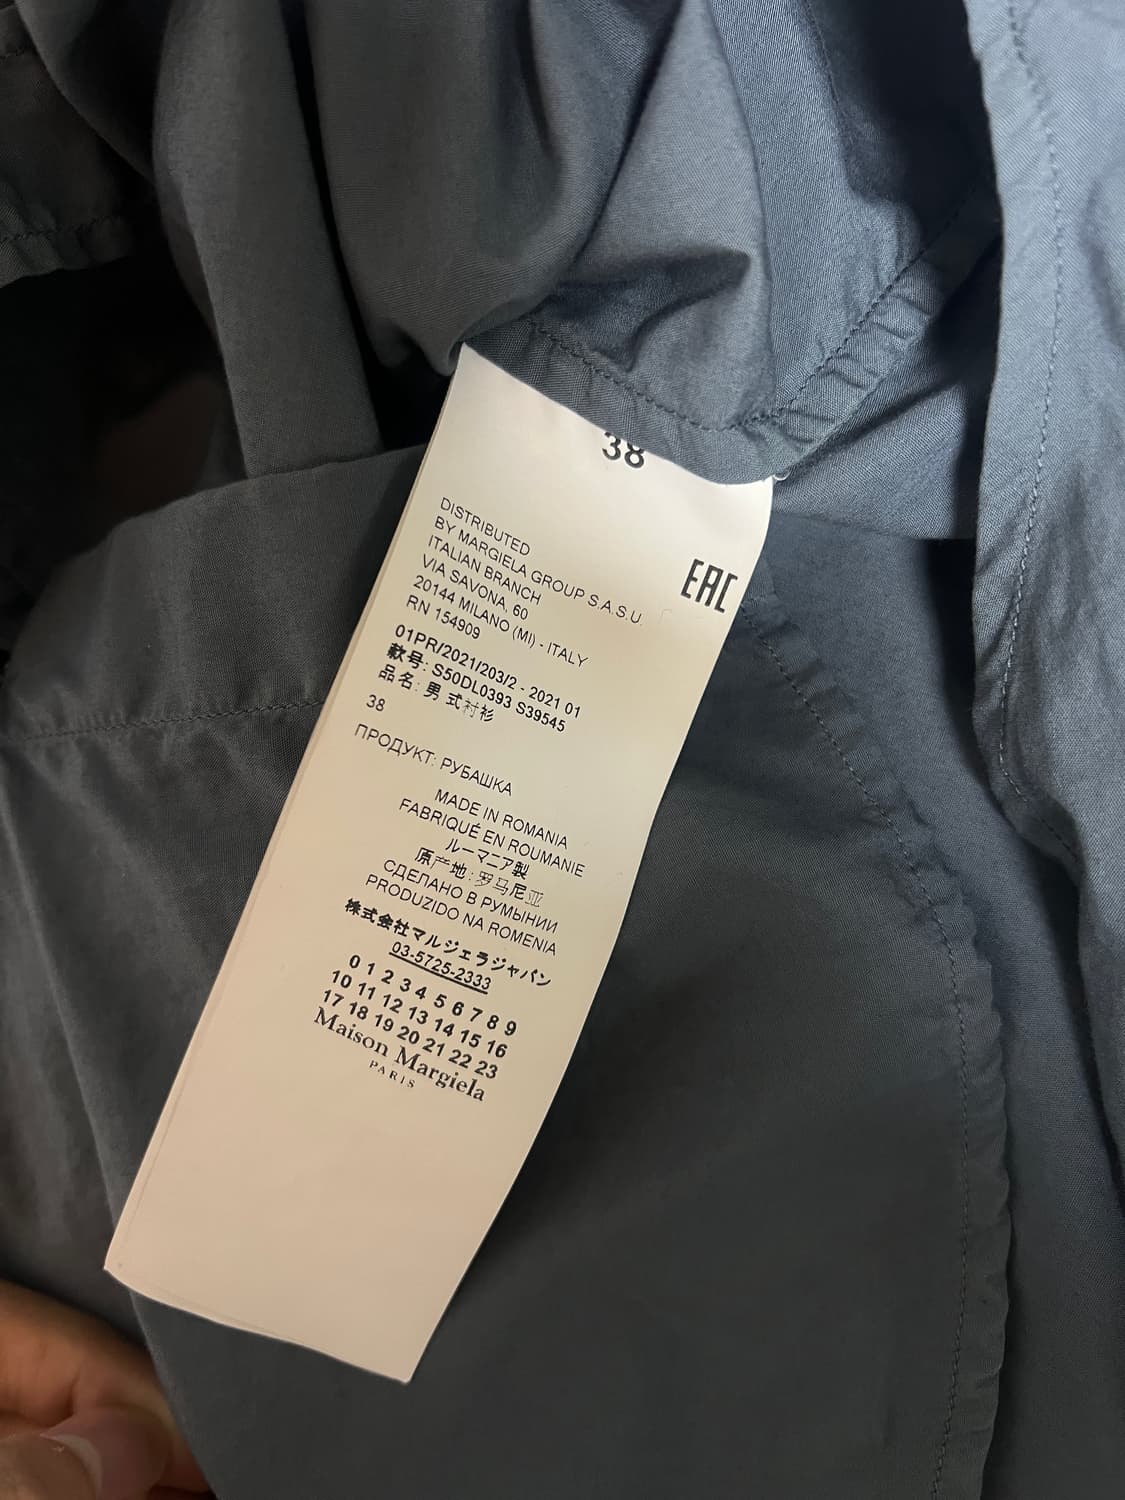 38
DISTRIBUTED
BY MARGIELA GROUP S.A.S.U.
ITALIAN BRANCH
VIA SAVONA, 60
20144 MILANO (MI) - ITALY
RN 154909
EAC
01PR/2021/203/2 - 2021 01
款号: S50DL0393 S39545
品名: 男 式衬衫
38
ПРОДУКТ: РУБАШКА
MADE IN ROMANIA
FABRIQUÉ EN ROUMANIE
ルーマニア製
原产地: 罗马尼亚
СДЕЛАНО В РУМЫНИИ
PRODUZIDO NA ROMENIA
株式会社マルジェラジャパン
03-5725-2333
0 1 2 3 4 5 6 7 8 9
10 11 12 13 14 15 16
17 18 19 20 21 22 23
Maison Margiela
PARIS